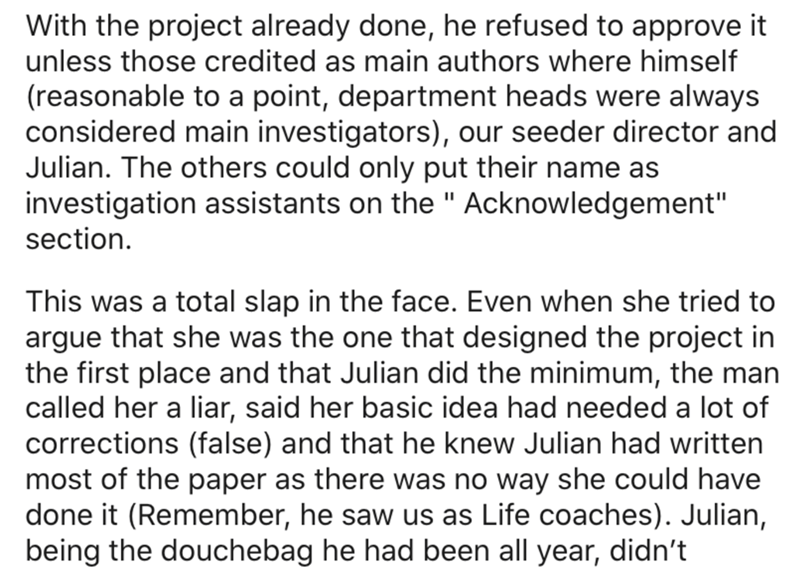 With the project already done, he refused to approve it
unless those credited as main authors where himself
(reasonable to a point, department heads were always
considered main investigators), our seeder director and
Julian. The others could only put their name as
investigation assistants on the " Acknowledgement"
section.
This was a total slap in the face. Even when she tried to
argue that she was the one that designed the project in
the first place and that Julian did the minimum, the man
called her a liar, said her basic idea had needed a lot of
corrections (false) and that he knew Julian had written
most of the paper as there was no way she could have
done it (Remember, he saw us as Life coaches). Julian,
being the douchebag he had been all year, didn’t